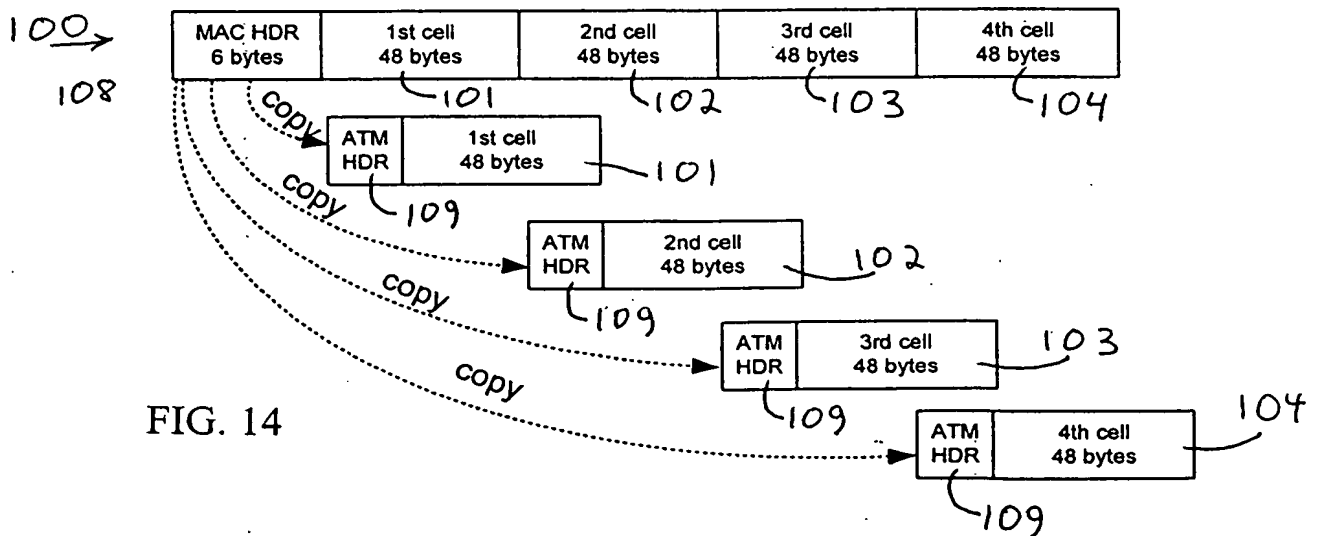 100
MAC HDR
6 bytes
1st cell
48 bytes
2nd cell
48 bytes
3rd cell
48 bytes
4th cell
48 bytes
108
101
102
103
104
copy
ATM
HDR
1st cell
48 bytes
101
109
copy
ATM
HDR
2nd cell
48 bytes
102
109
copy
ATM
HDR
3rd cell
48 bytes
103
109
copy
ATM
HDR
4th cell
48 bytes
104
109
FIG. 14